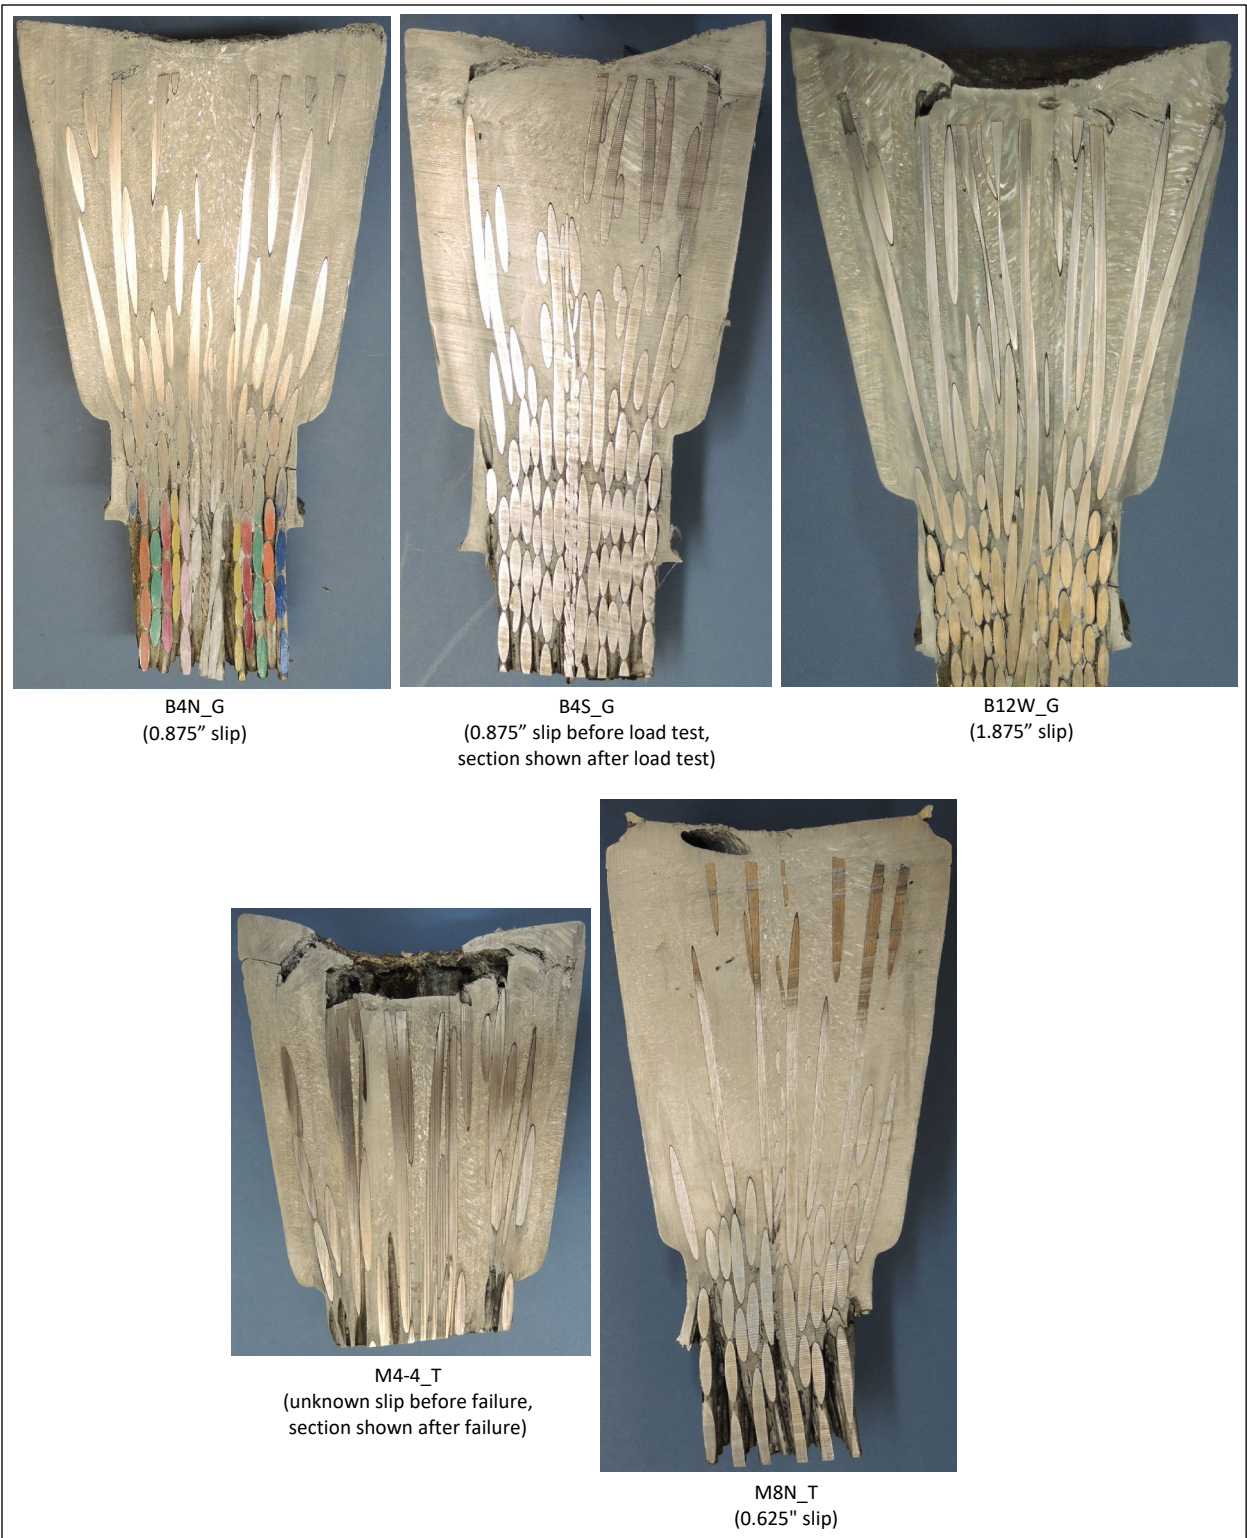 B4N_G
(0.875” slip)
B4S_G
(0.875” slip before load test,
section shown after load test)
B12W_G
(1.875” slip)
M4-4_T
(unknown slip before failure,
section shown after failure)
M8N_T
(0.625" slip)